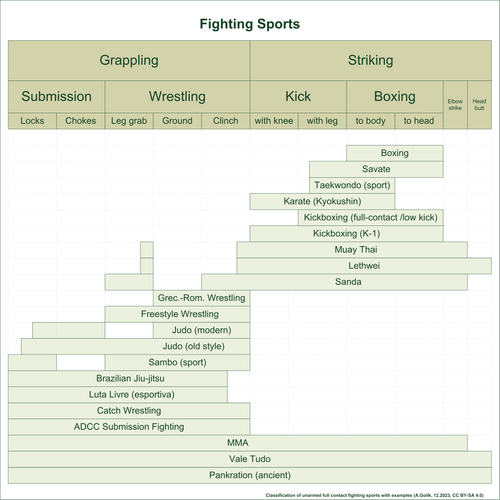 Fighting Sports
Grappling Striking
Submission Wrestling Kick Boxing Elbow strike Head butt
Locks Chokes Leg grab Ground Clinch with knee with leg to body to head
Boxing
Savate
Taekwondo (sport)
Karate (Kyokushin)
Kickboxing (full-contact /low kick)
Kickboxing (K-1)
Muay Thai
Lethwei
Sanda
Grec.-Rom. Wrestling
Freestyle Wrestling
Judo (modern)
Judo (old style)
Sambo (sport)
Brazilian Jiu-jitsu
Luta Livre (esportiva)
Catch Wrestling
ADCC Submission Fighting
MMA
Vale Tudo
Pankration (ancient)
Classification of unarmed full contact fighting sports with examples (A.Golik, 12.2023, CC BY-SA 4.0)